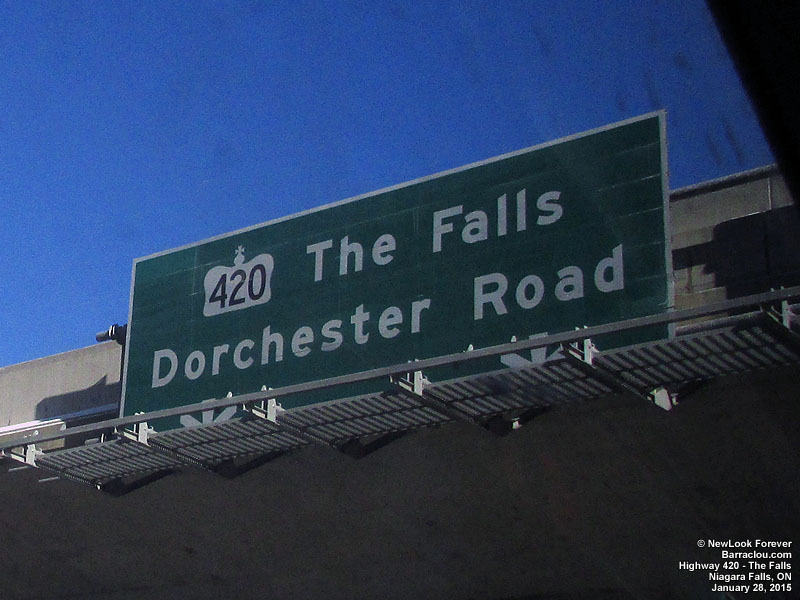 420 The Falls
Dorchester Road
© NewLook Forever
Barraclou.com
Highway 420 - The Falls
Niagara Falls, ON
January 28, 2015